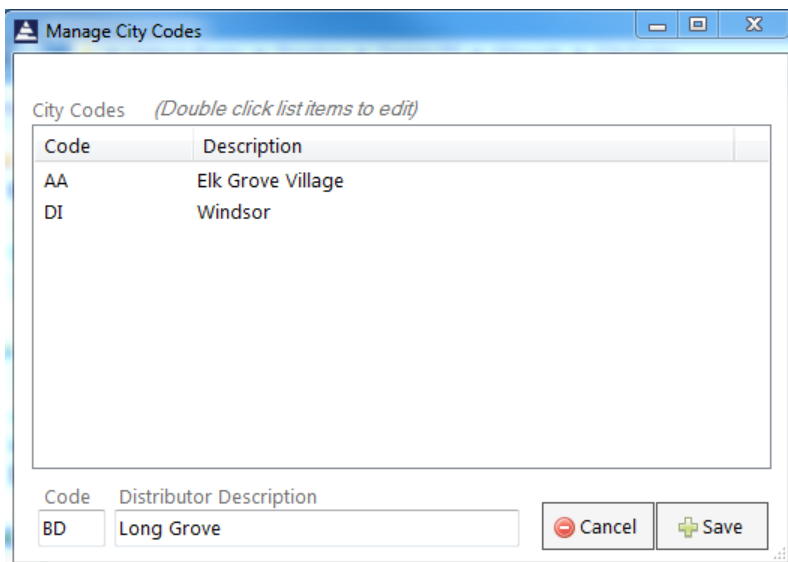 Manage City Codes
City Codes (Double click list items to edit)
Code Description
AA Elk Grove Village
DI Windsor
Code Distributor Description
BD Long Grove Cancel Save